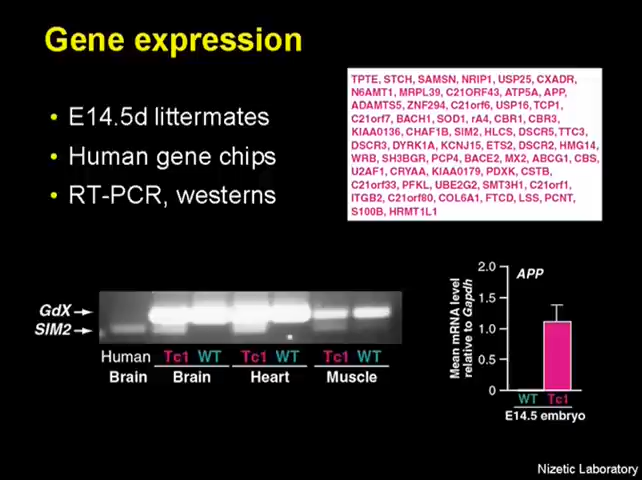 Gene expression
• E14.5d littermates
• Human gene chips
• RT-PCR, westerns
TPTE, STCH, SAMSN, NRIP1, USP25, CXADR,
N6AMT1, MRPL39, C21ORF43, ATP5A, APP,
ADAMTS5, ZNF294, C21orf6, USP16, TCP1,
C21orf7, BACH1, SOD1, rA4, CBR1, CBR3,
KIAA0136, CHAF1B, SIM2, HLCS, DSCR5, TTC3,
DSCR3, DYRK1A, KCNJ15, ETS2, DSCR2, HMG14,
WRB, SH3BGR, PCP4, BACE2, MX2, ABCG1, CBS,
U2AF1, CRYAA, KIAA0179, PDXK, CSTB,
C21orf33, PFKL, UBE2G2, SMT3H1, C21orf1,
ITGB2, C21orf80, COL6A1, FTCD, LSS, PCNT,
S100B, HRMT1L1
GdX
SIM2
Human Tc1 WT Tc1 WT Tc1 WT
Brain Brain Heart Muscle
APP
Mean mRNA level
relative to Gapdh
2.0
1.5
1.0
0.5
0
WT Tc1
E14.5 embryo
Nizetic Laboratory